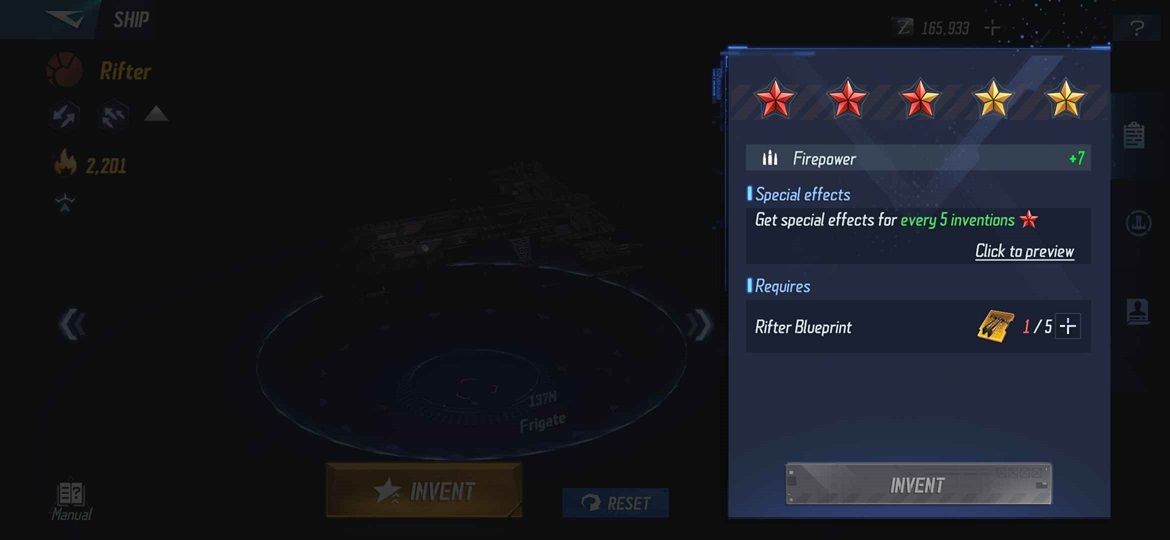 SHIP
165,933
?
Rifter
2,201
Firepower +7
Special effects
Get special effects for every 5 inventions
Click to preview
Requires
Rifter Blueprint 1/5
137M
Frigate
INVENT
RESET
INVENT
Manual